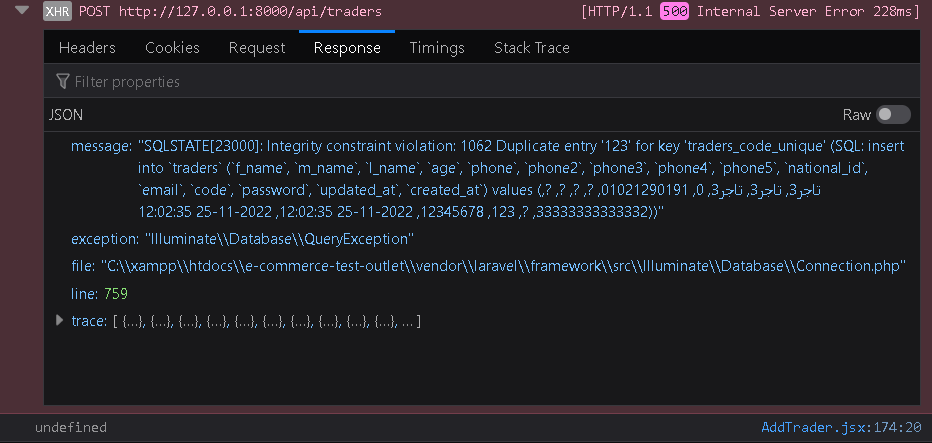 XHR POST http://127.0.0.1:8000/api/traders [HTTP/1.1 500 Internal Server Error 228ms]
Headers Cookies Request Response Timings Stack Trace
Filter properties
JSON Raw
message: "SQLSTATE[23000]: Integrity constraint violation: 1062 Duplicate entry '123' for key 'traders_code_unique' (SQL: insert
into `traders` (`f_name`, `m_name`, `l_name`, `age`, `phone`, `phone2`, `phone3`, `phone4`, `phone5`, `national_id`,
`email`, `code`, `password`, `updated_at`, `created_at`) values (تاجر3, تاجر3, تاجر3, 0, 01021290191, ?, ?, ?, ?,
33333333333332, ?, 123, 12345678, 2022-11-25 12:02:35, 2022-11-25 12:02:35))"
exception: "Illuminate\\Database\\QueryException"
file: "C:\\xampp\\htdocs\\e-commerce-test-outlet\\vendor\\laravel\\framework\\src\\Illuminate\\Database\\Connection.php"
line: 759
trace: [ {…}, {…}, {…}, {…}, {…}, {…}, {…}, {…}, {…}, {…}, … ]
undefined AddTrader.jsx:174:20